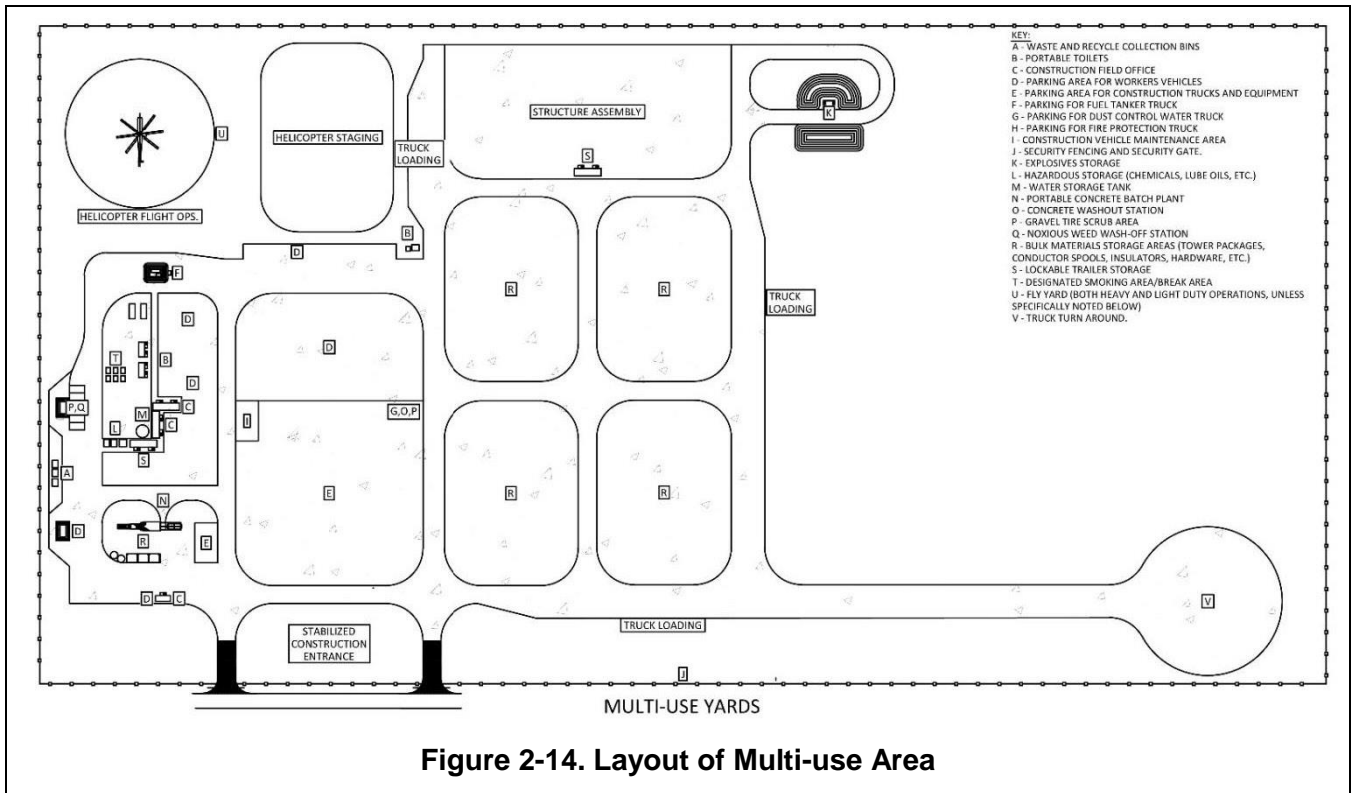 KEY:
A - WASTE AND RECYCLE COLLECTION BINS
B - PORTABLE TOILETS
C - CONSTRUCTION FIELD OFFICE
D - PARKING AREA FOR WORKERS VEHICLES
E - PARKING AREA FOR CONSTRUCTION TRUCKS AND EQUIPMENT
F - PARKING FOR FUEL TANKER TRUCK
G - PARKING FOR DUST CONTROL WATER TRUCK
H - PARKING FOR FIRE PROTECTION TRUCK
I - CONSTRUCTION VEHICLE MAINTENANCE AREA
J - SECURITY FENCING AND SECURITY GATE.
K - EXPLOSIVES STORAGE
L - HAZARDOUS STORAGE (CHEMICALS, LUBE OILS, ETC.)
M - WATER STORAGE TANK
N - PORTABLE CONCRETE BATCH PLANT
O - CONCRETE WASHOUT STATION
P - GRAVEL TIRE SCRUB AREA
Q - NOXIOUS WEED WASH-OFF STATION
R - BULK MATERIALS STORAGE AREAS (TOWER PACKAGES,
CONDUCTOR SPOOLS, INSULATORS, HARDWARE, ETC.)
S - LOCKABLE TRAILER STORAGE
T - DESIGNATED SMOKING AREA/BREAK AREA
U - FLY YARD (BOTH HEAVY AND LIGHT DUTY OPERATIONS, UNLESS
SPECIFICALLY NOTED BELOW)
V - TRUCK TURN AROUND.
U
HELICOPTER FLIGHT OPS.
HELICOPTER STAGING
TRUCK
LOADING
STRUCTURE ASSEMBLY
S
K
B
D
F
D
T
B
D
P,Q
M
C
C
L
S
A
N
D
R
E
D
C
D
I
G,O,P
E
R
R
R
R
TRUCK
LOADING
STABILIZED
CONSTRUCTION
ENTRANCE
TRUCK LOADING
V
J
MULTI-USE YARDS
Figure 2-14. Layout of Multi-use Area